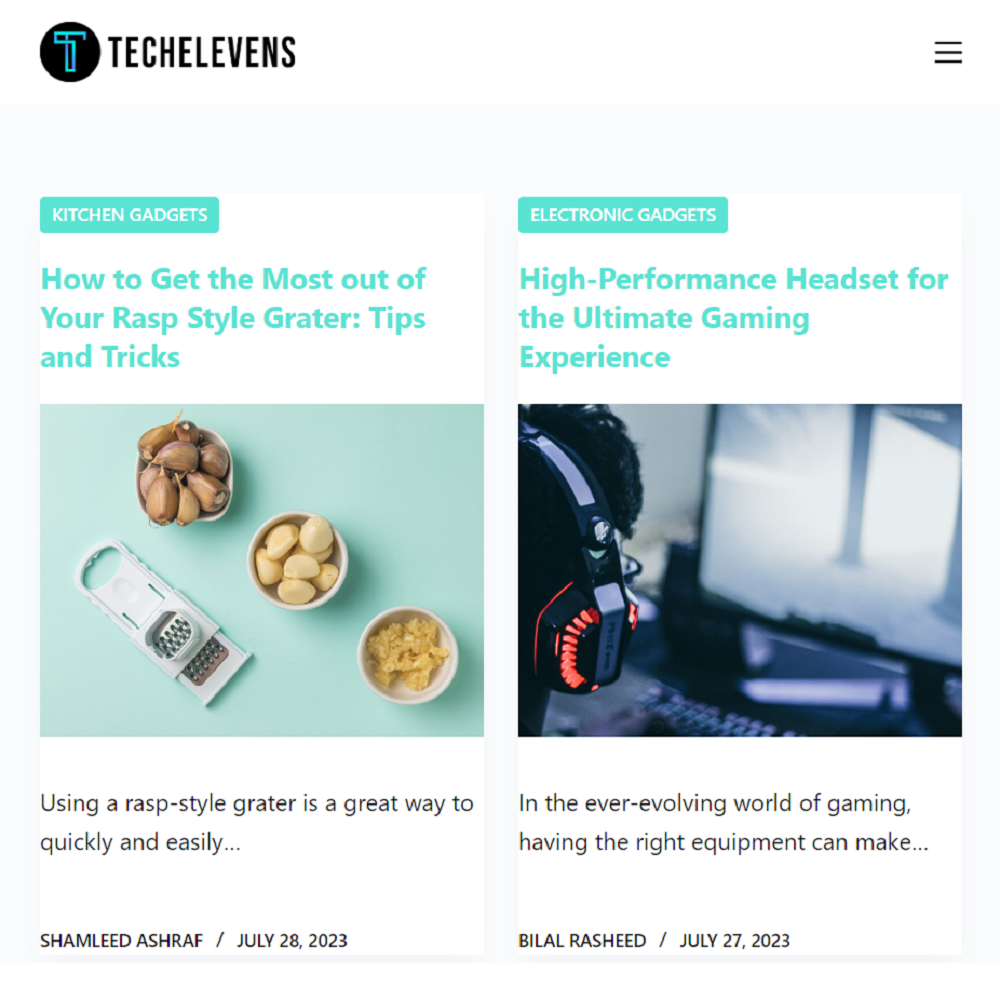 TECHELEVENS
KITCHEN GADGETS
How to Get the Most out of
Your Rasp Style Grater: Tips
and Tricks
Using a rasp-style grater is a great way to
quickly and easily...
SHAMLEED ASHRAF / JULY 28, 2023
ELECTRONIC GADGETS
High-Performance Headset for
the Ultimate Gaming
Experience
In the ever-evolving world of gaming,
having the right equipment can make...
BILAL RASHEED / JULY 27, 2023